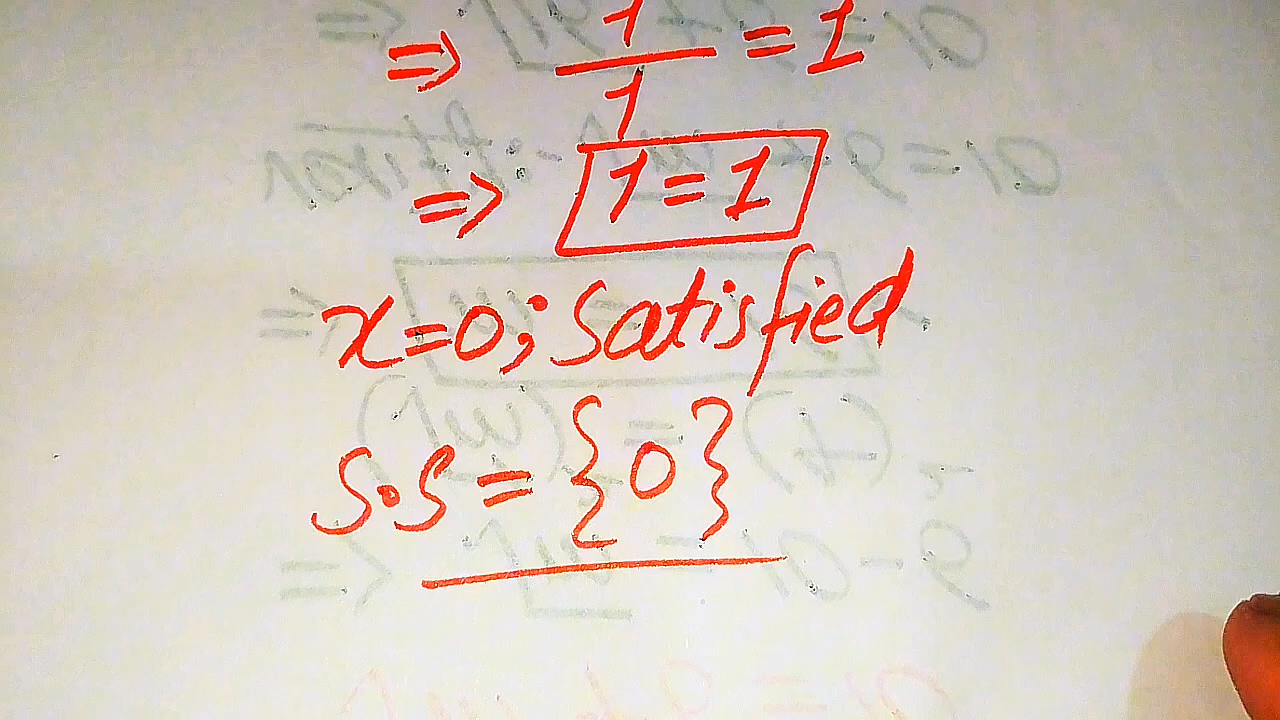 ⇒ 1/1 = 1
⇒ 1 = 1
x=0; Satisfied
S.S = {0}